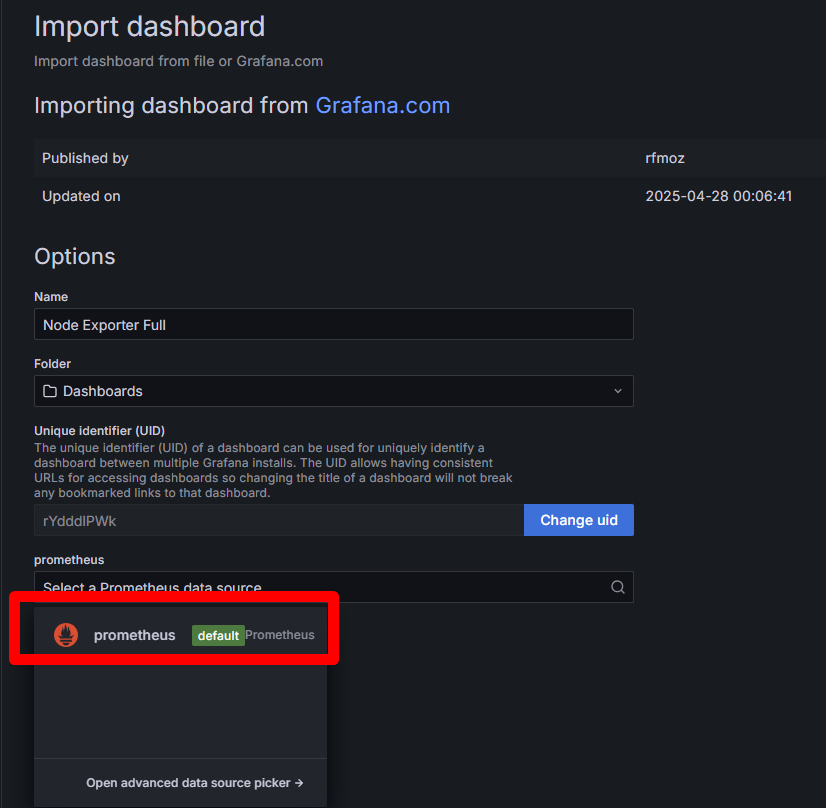 Import dashboard
Import dashboard from file or Grafana.com
Importing dashboard from Grafana.com
Published by rfmoz
Updated on 2025-04-28 00:06:41
Options
Name
Node Exporter Full
Folder
Dashboards
Unique identifier (UID)
The unique identifier (UID) of a dashboard can be used for uniquely identify a
dashboard between multiple Grafana installs. The UID allows having consistent
URLs for accessing dashboards so changing the title of a dashboard will not break
any bookmarked links to that dashboard.
rYdddlPWk Change uid
prometheus
Select a Prometheus data source
prometheus default Prometheus
Open advanced data source picker →